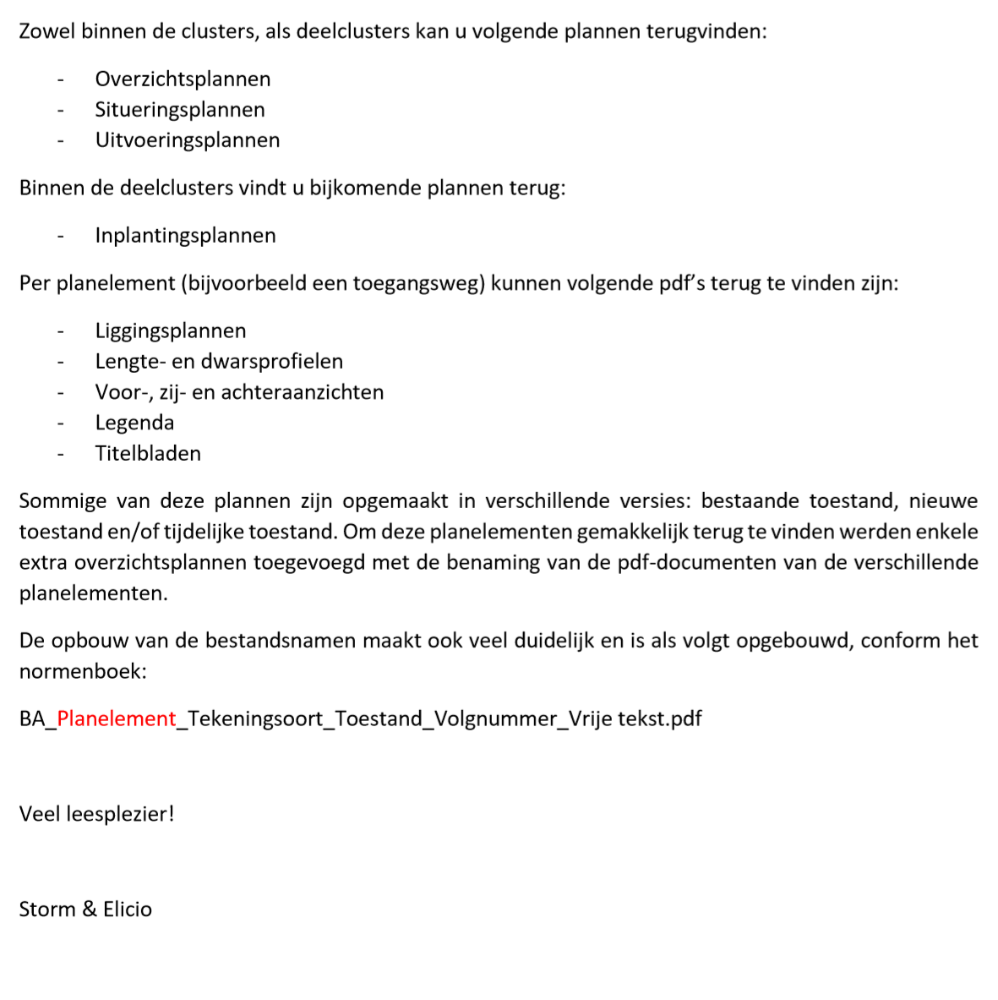 Zowel binnen de clusters, als deelclusters kan u volgende plannen terugvinden:
- Overzichtsplannen
- Situeringsplannen
- Uitvoeringsplannen
Binnen de deelclusters vindt u bijkomende plannen terug:
- Inplantingsplannen
Per planelement (bijvoorbeeld een toegangsweg) kunnen volgende pdf’s terug te vinden zijn:
- Liggingsplannen
- Lengte- en dwarsprofielen
- Voor-, zij- en achteraanzichten
- Legenda
- Titelbladen
Sommige van deze plannen zijn opgemaakt in verschillende versies: bestaande toestand, nieuwe
toestand en/of tijdelijke toestand. Om deze planelementen gemakkelijk terug te vinden werden enkele
extra overzichtsplannen toegevoegd met de benaming van de pdf-documenten van de verschillende
planelementen.
De opbouw van de bestandsnamen maakt ook veel duidelijk en is als volgt opgebouwd, conform het
normenboek:
BA_Planelement_Tekeningsoort_Toestand_Volgnummer_Vrije tekst.pdf
Veel leesplezier!
Storm & Elicio